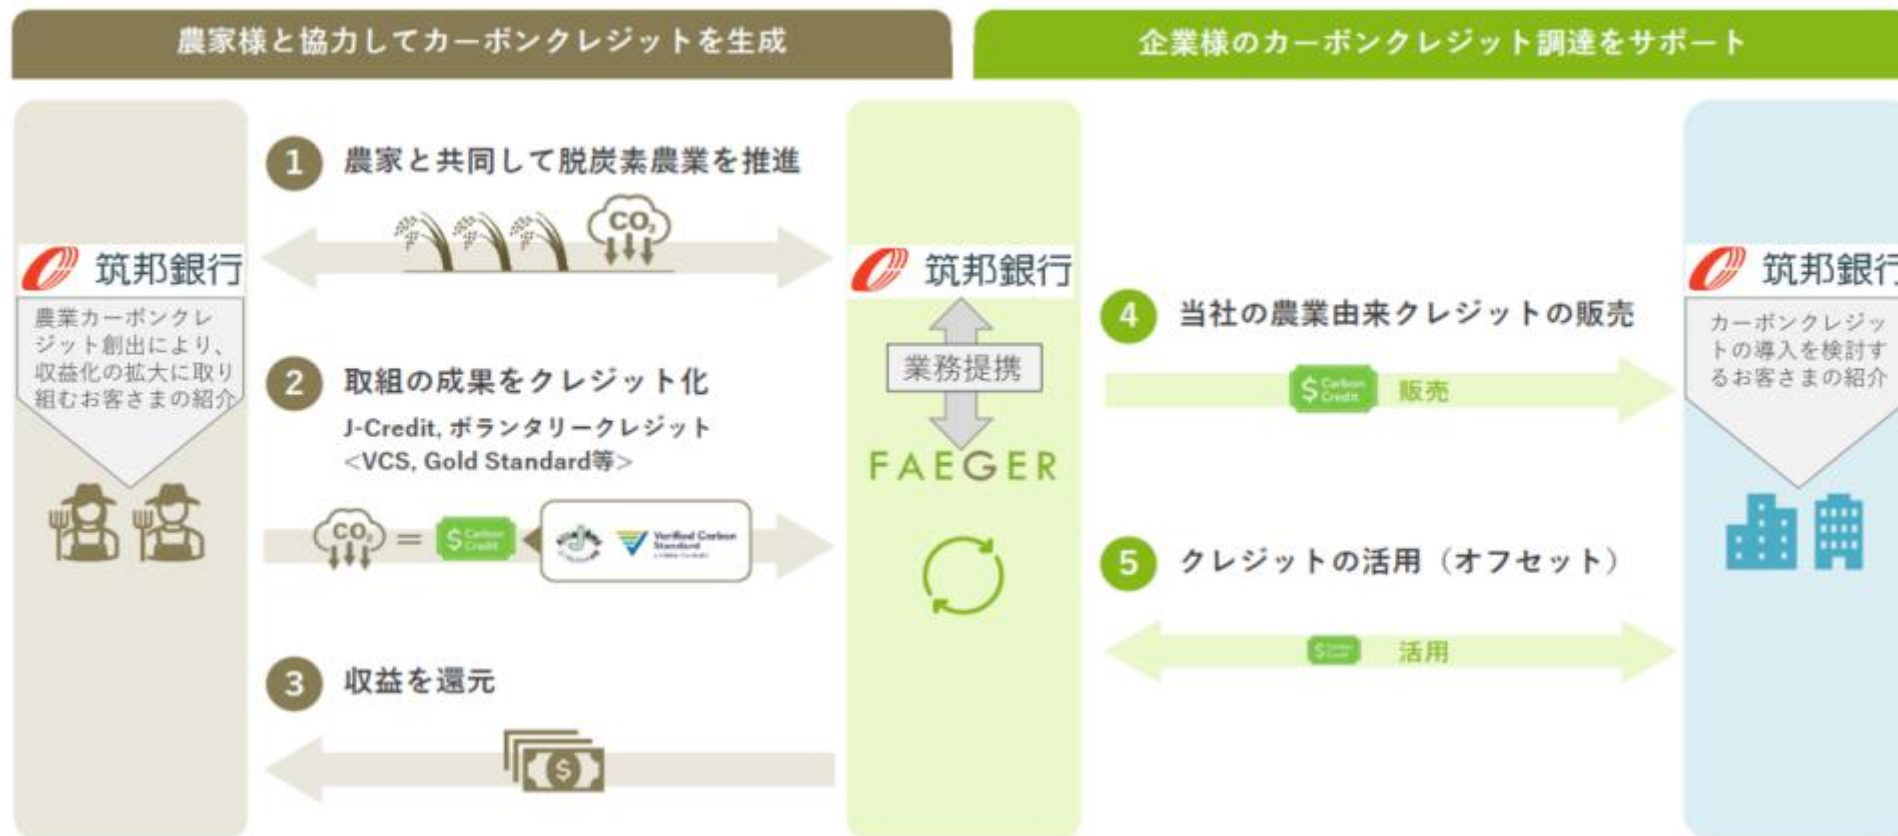 農家様と協力してカーボンクレジットを生成
企業様のカーボンクレジット調達をサポート
筑邦銀行
農業カーボンクレ
ジット創出により、
収益化の拡大に取り
組むお客さまの紹介
1 農家と共同して脱炭素農業を推進
CO₂
2 取組の成果をクレジット化
J-Credit, ボランタリークレジット
<VCS, Gold Standard等>
CO₂ = $ Carbon Credit
Verified Carbon
Standard
3 収益を還元
$
筑邦銀行
業務提携
FAEGER
4 当社の農業由来クレジットの販売
$ Carbon Credit 販売
5 クレジットの活用（オフセット）
$ 活用
筑邦銀行
カーボンクレジッ
トの導入を検討す
るお客さまの紹介